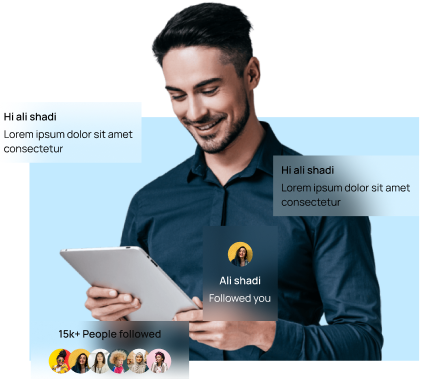 Hi ali shadi
Lorem ipsum dolor sit amet
consectetur
Hi ali shadi
Lorem ipsum dolor sit amet
consectetur
Ali shadi
Followed you
15k+ People followed